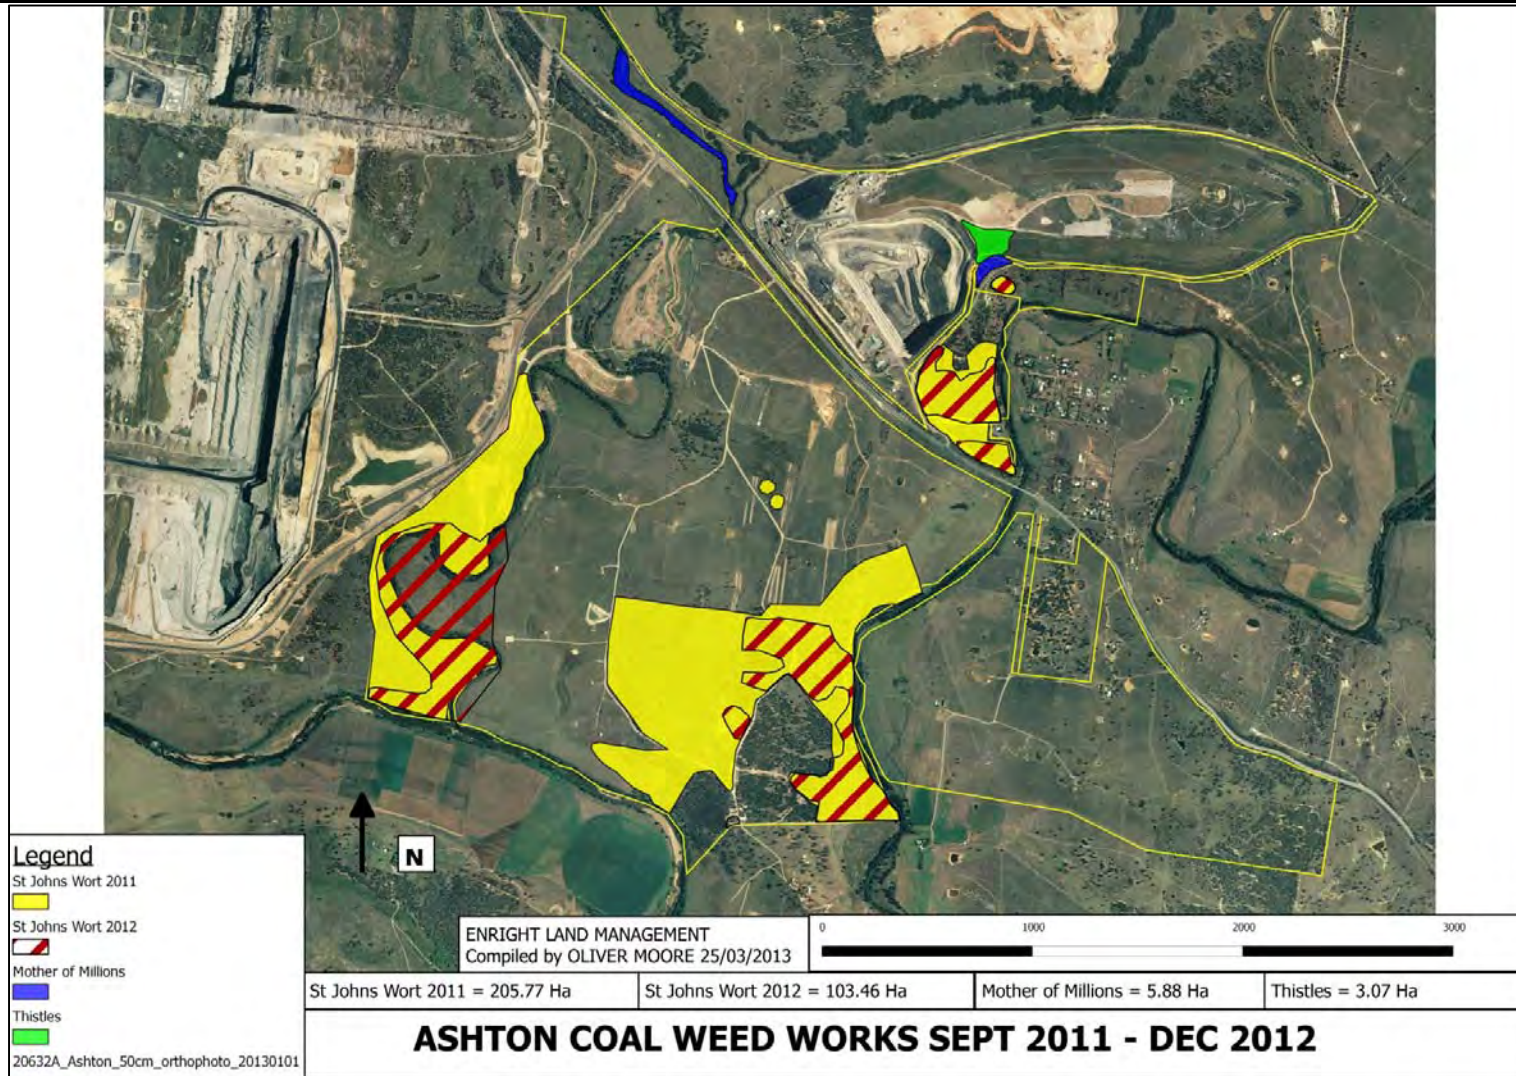 Legend
St Johns Wort 2011
St Johns Wort 2012
Mother of Millions
Thistles
20632A_Ashton_50cm_orthophoto_20130101
N
ENRIGHT LAND MANAGEMENT
Compiled by OLIVER MOORE 25/03/2013
0 1000 2000 3000
St Johns Wort 2011 = 205.77 Ha
St Johns Wort 2012 = 103.46 Ha
Mother of Millions = 5.88 Ha
Thistles = 3.07 Ha
ASHTON COAL WEED WORKS SEPT 2011 - DEC 2012